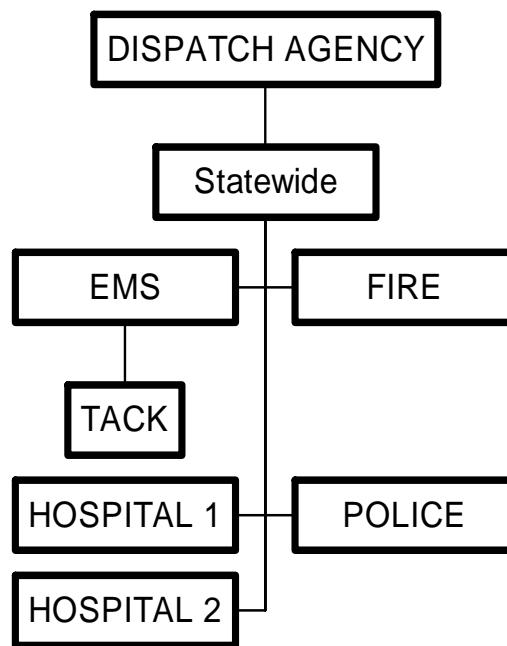 DISPATCH AGENCY
Statewide
EMS
FIRE
TACK
HOSPITAL 1
POLICE
HOSPITAL 2